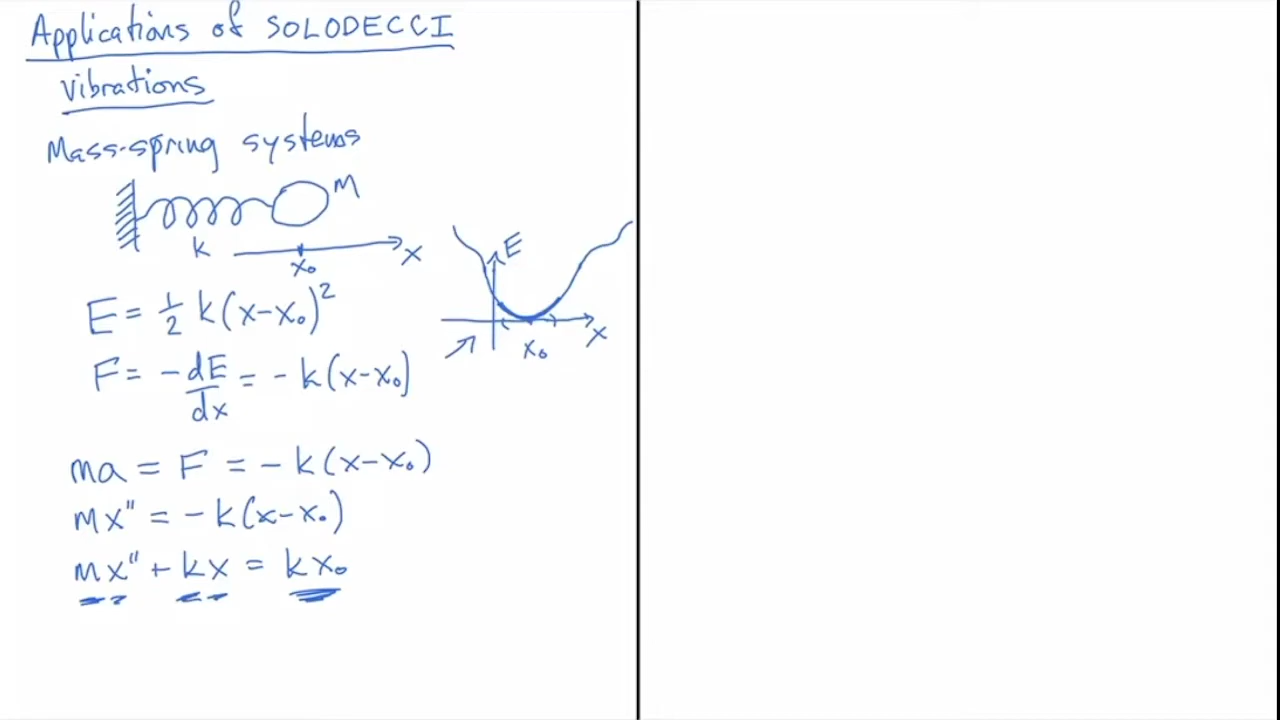 Applications of SOLODECCI
Vibrations
Mass-spring systems
M
k
x₀
x
E
x
x₀
E = ½ k(x-x₀)²
F = - dE/dx = - k(x-x₀)
ma = F = - k(x-x₀)
mx" = - k(x-x₀)
mx" + kx = kx₀